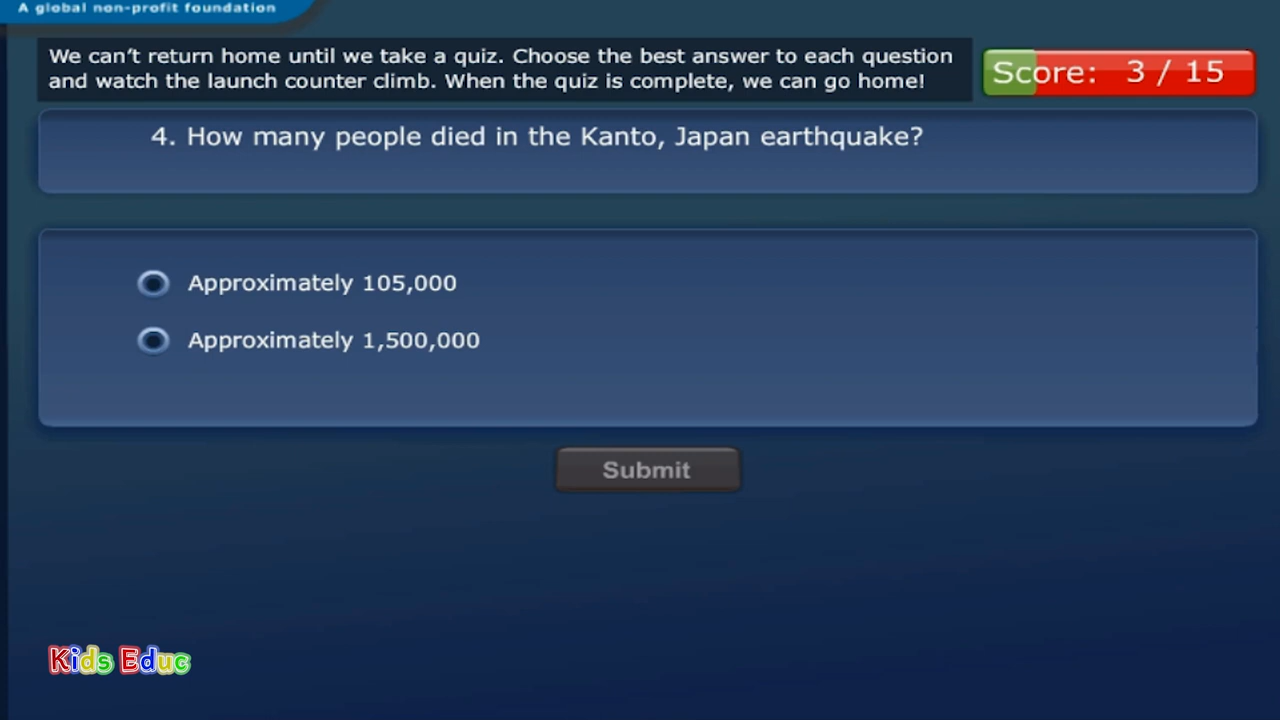 A global non-profit foundation
We can't return home until we take a quiz. Choose the best answer to each question
and watch the launch counter climb. When the quiz is complete, we can go home!
Score: 3 / 15
4. How many people died in the Kanto, Japan earthquake?
Approximately 105,000
Approximately 1,500,000
Submit
Kids Educ